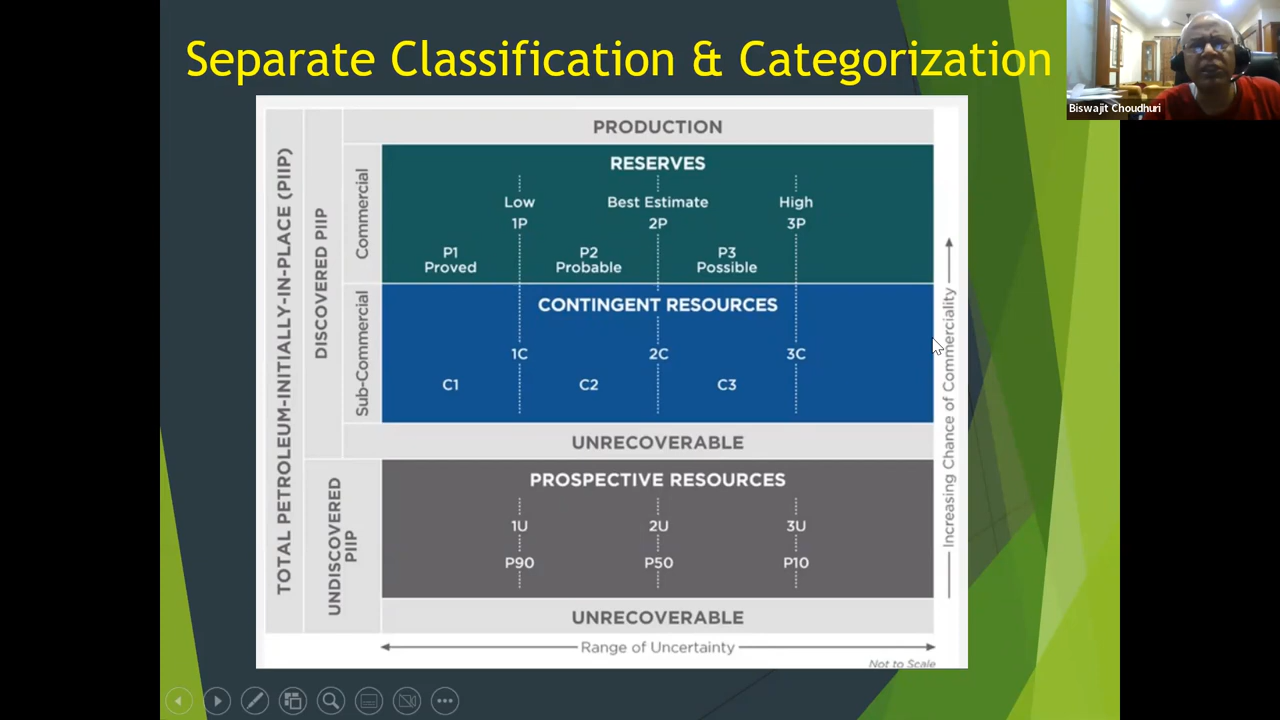 Separate Classification & Categorization
Biswajit Choudhuri
TOTAL PETROLEUM-INITIALLY-IN-PLACE (PIIP)
DISCOVERED PIIP
UNDISCOVERED
PIIP
Commercial
Sub-Commercial
PRODUCTION
RESERVES
Low Best Estimate High
1P 2P 3P
P1 P2 P3
Proved Probable Possible
CONTINGENT RESOURCES
1C 2C 3C
C1 C2 C3
UNRECOVERABLE
PROSPECTIVE RESOURCES
1U 2U 3U
P90 P50 P10
UNRECOVERABLE
Increasing Chance of Commerciality
Range of Uncertainty
Not to Scale